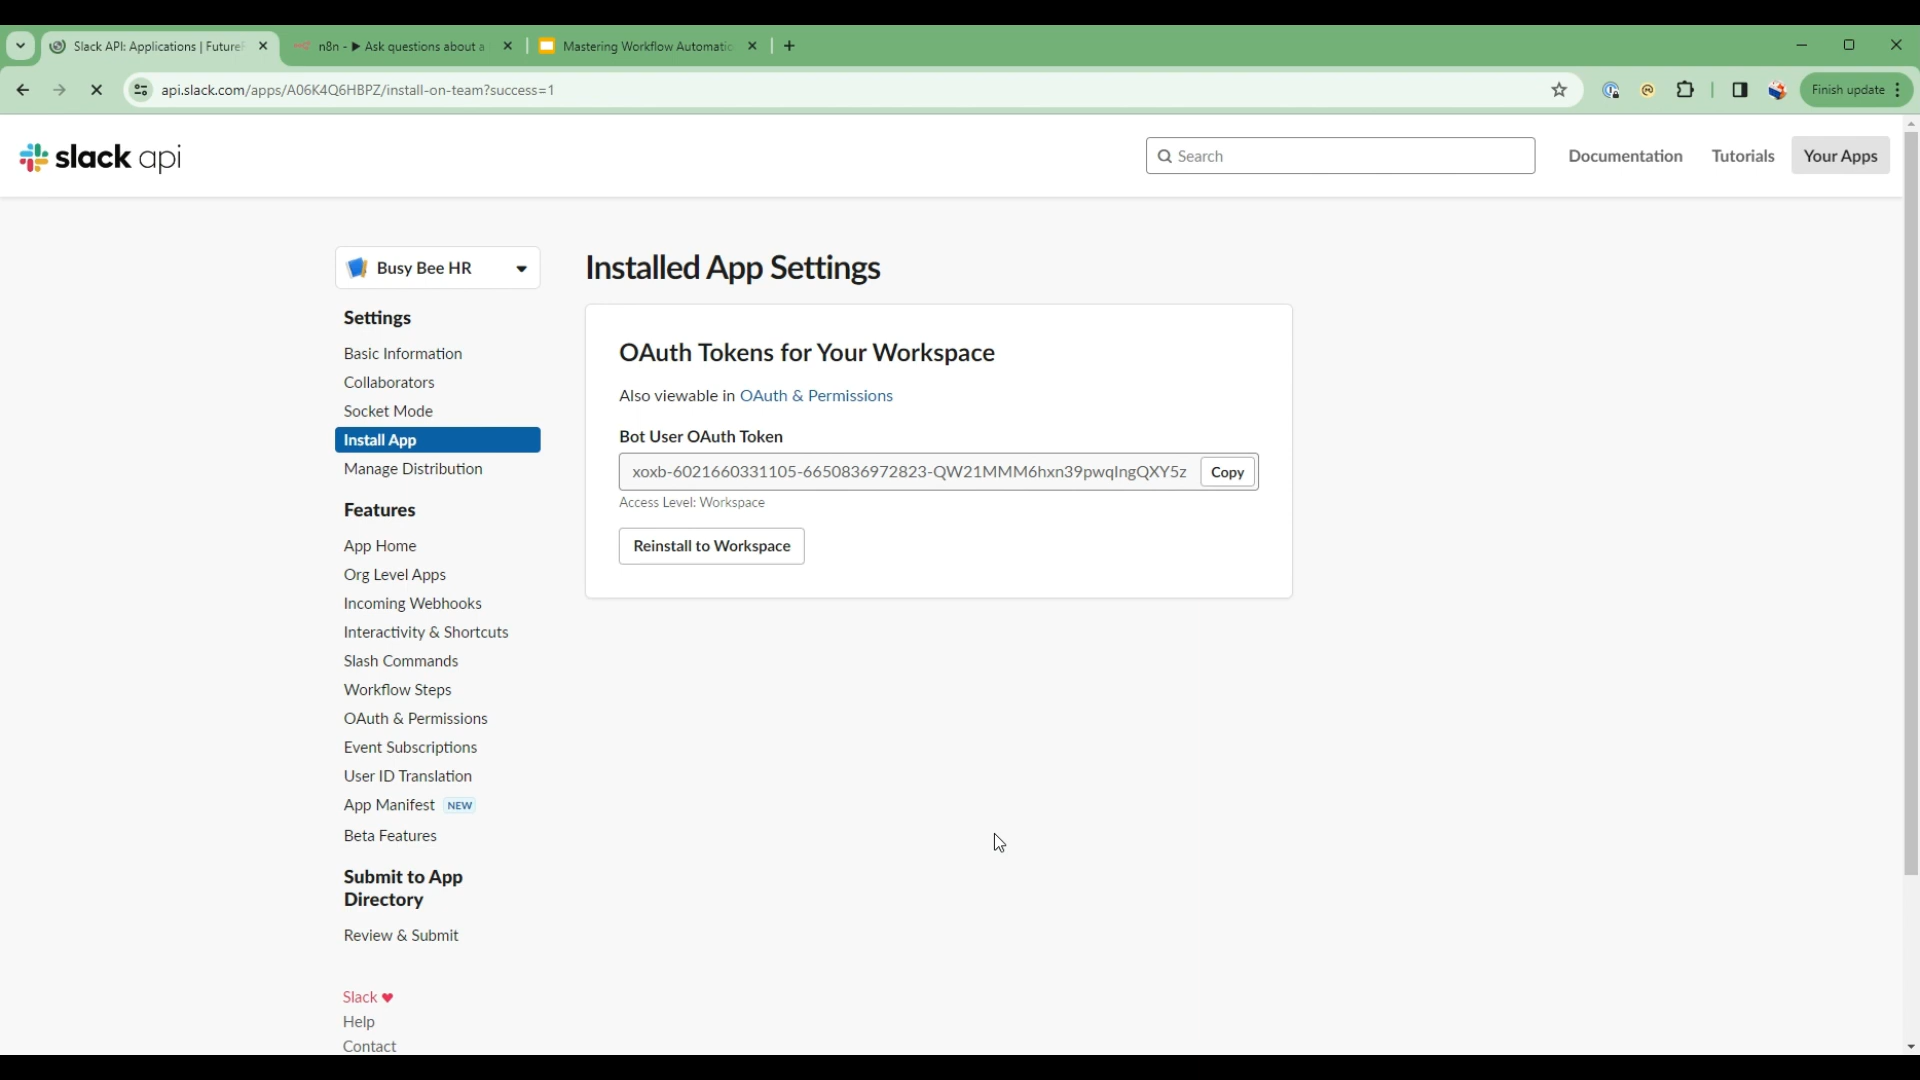 Slack API: Applications | Future
n8n - ▶ Ask questions about a
Mastering Workflow Automatic
api.slack.com/apps/A06K4Q6HBPZ/install-on-team?success=1
Finish update
slack api
Search
Documentation
Tutorials
Your Apps
Busy Bee HR
Settings
Basic Information
Collaborators
Socket Mode
Install App
Manage Distribution
Features
App Home
Org Level Apps
Incoming Webhooks
Interactivity & Shortcuts
Slash Commands
Workflow Steps
OAuth & Permissions
Event Subscriptions
User ID Translation
App Manifest NEW
Beta Features
Submit to App
Directory
Review & Submit
Slack ♥
Help
Contact
Installed App Settings
OAuth Tokens for Your Workspace
Also viewable in OAuth & Permissions
Bot User OAuth Token
Copy
Access Level: Workspace
Reinstall to Workspace